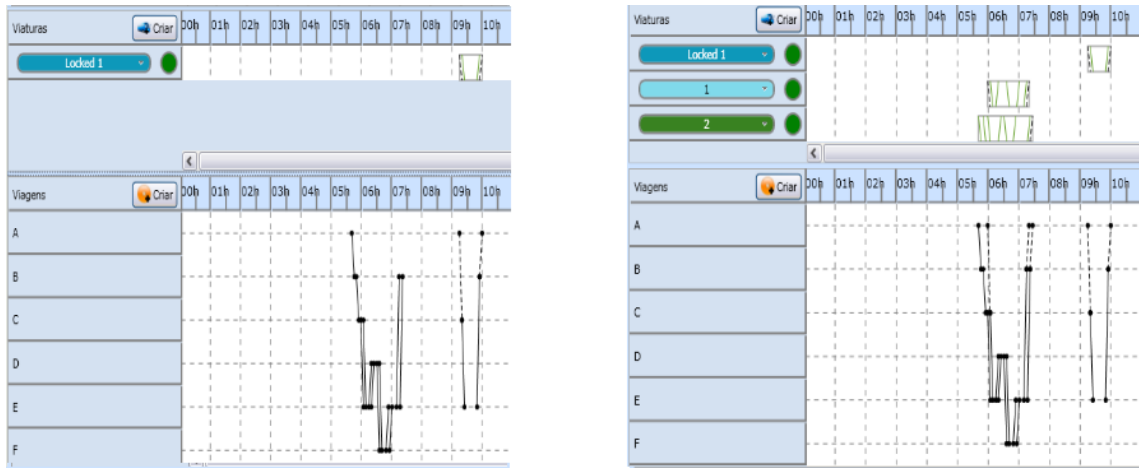 Viaturas Criar 00h 01h 02h 03h 04h 05h 06h 07h 08h 09h 10h
Locked 1
Viagens Criar 00h 01h 02h 03h 04h 05h 06h 07h 08h 09h 10h
A
B
C
D
E
F
Viaturas Criar 00h 01h 02h 03h 04h 05h 06h 07h 08h 09h 10h
Locked 1
1
2
Viagens Criar 00h 01h 02h 03h 04h 05h 06h 07h 08h 09h 10h
A
B
C
D
E
F